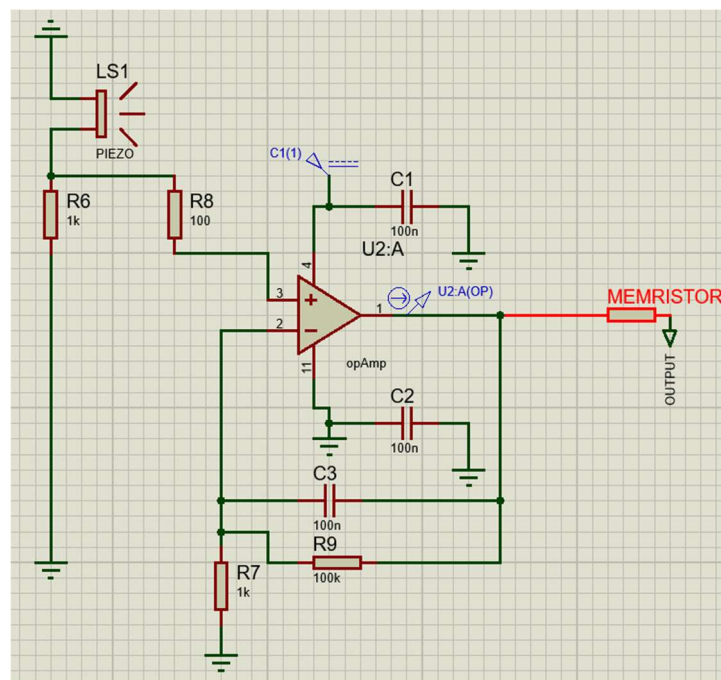 LS1
PIEZO
R6
1k
R8
100
C1(1)
C1
100n
U2:A
4
3
2
1
11
U2:A(OP)
opAmp
MEMRISTOR
OUTPUT
C2
100n
C3
100n
R9
100k
R7
1k